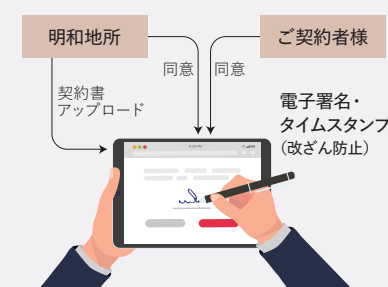 明和地所
ご契約者様
同意
同意
契約書
アップロード
電子署名・
タイムスタンプ
(改ざん防止)